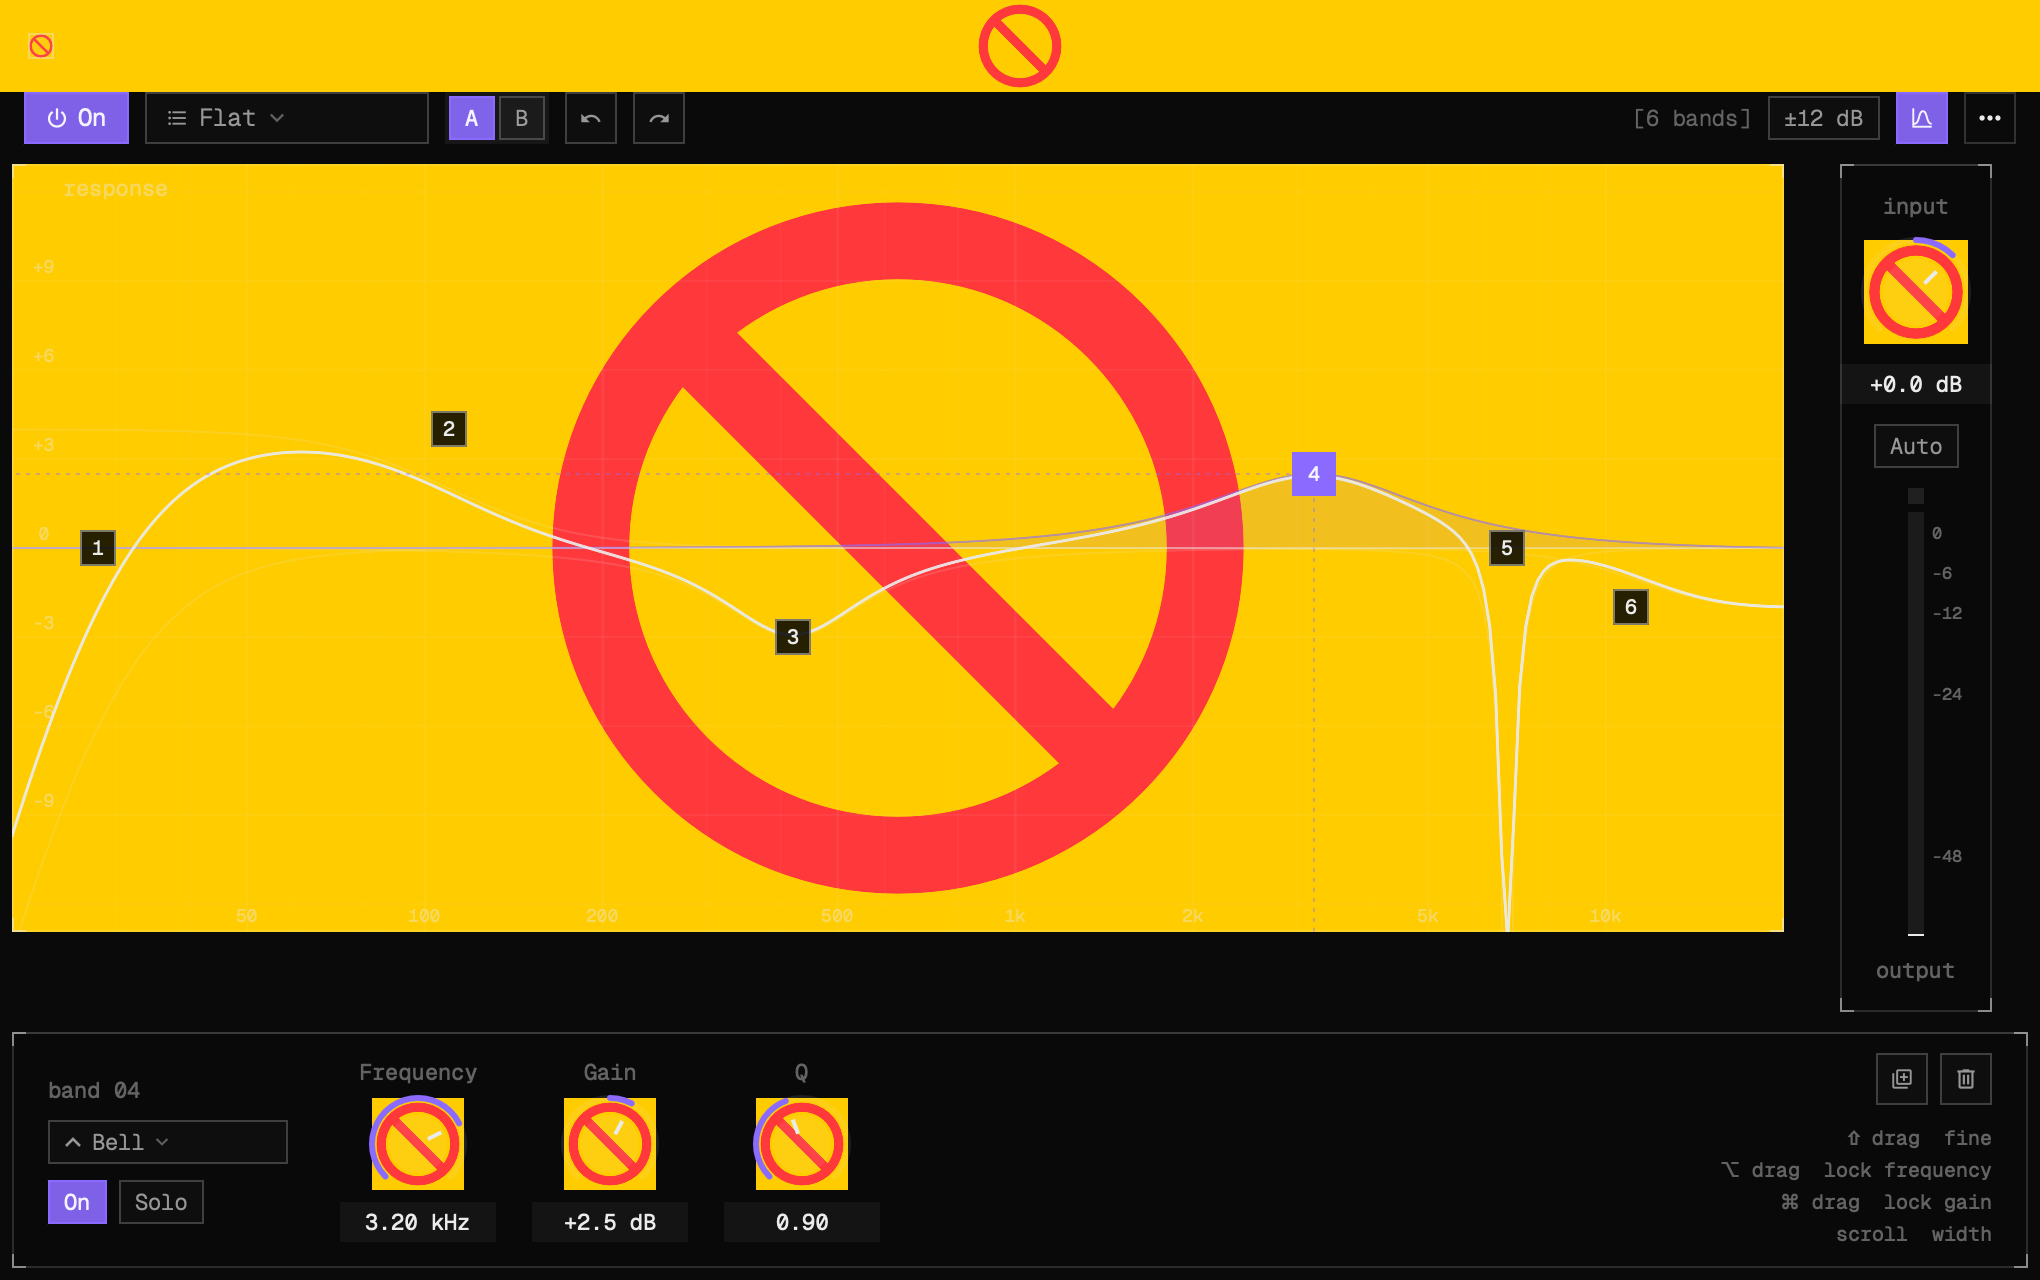 On
Flat
A
B
[6 bands]
±12 dB
response
+9
+6
+3
0
-3
-6
-9
1
2
3
4
5
6
50
100
200
500
1k
2k
5k
10k
input
+0.0 dB
Auto
0
-6
-12
-24
-48
output
band 04
Bell
On
Solo
Frequency
3.20 kHz
Gain
+2.5 dB
Q
0.90
⇧ drag fine
⌥ drag lock frequency
⌘ drag lock gain
scroll width